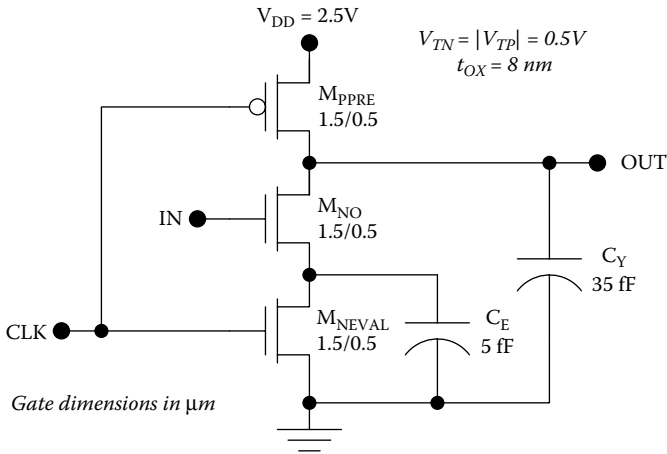 V_DD = 2.5V
V_TN = |V_TP| = 0.5V
t_OX = 8 nm
M_PPRE
1.5/0.5
OUT
IN
M_NO
1.5/0.5
C_Y
35 fF
CLK
M_NEVAL
1.5/0.5
C_E
5 fF
Gate dimensions in µm